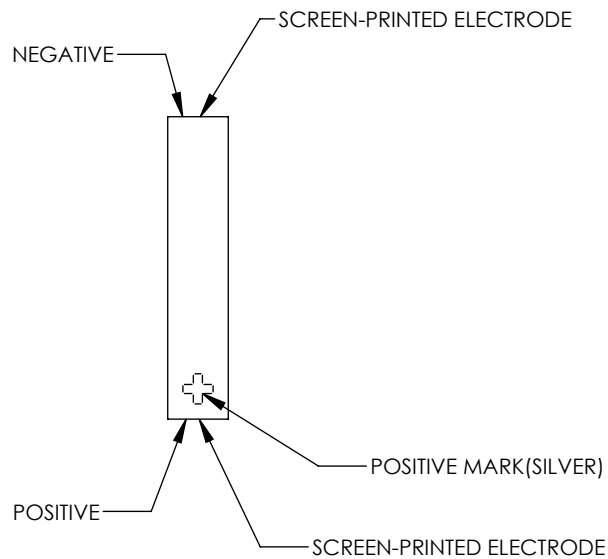 SCREEN-PRINTED ELECTRODE
NEGATIVE
POSITIVE MARK(SILVER)
POSITIVE
SCREEN-PRINTED ELECTRODE